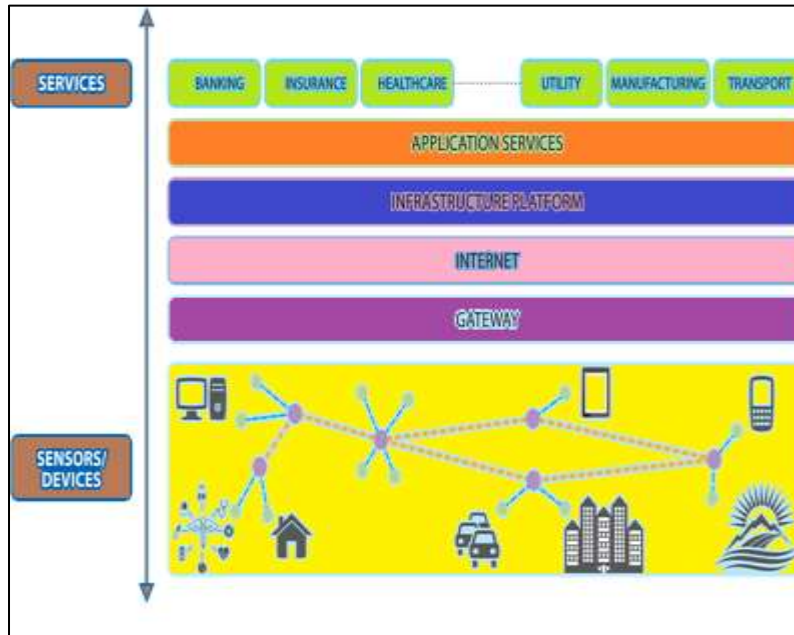 SERVICES
BANKING
INSURANCE
HEALTHCARE
UTILITY
MANUFACTURING
TRANSPORT
APPLICATION SERVICES
INFRASTRUCTURE PLATFORM
INTERNET
GATEWAY
SENSORS/
DEVICES